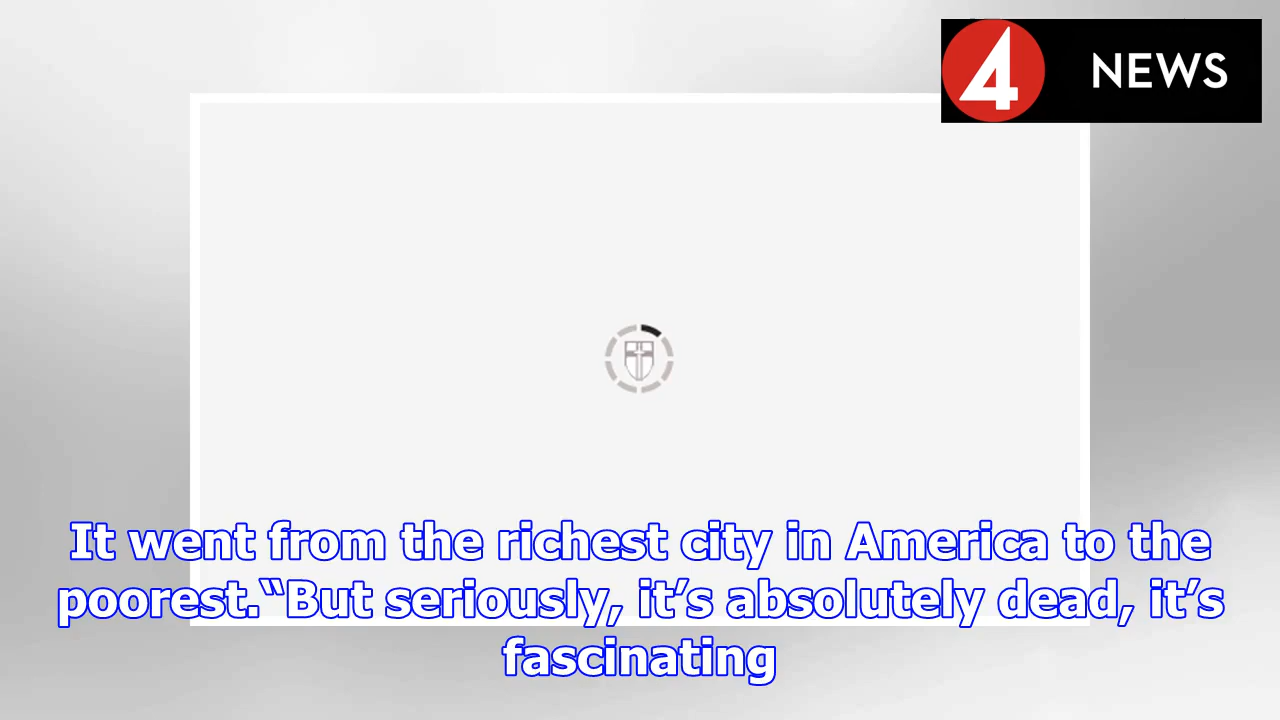 4 NEWS
It went from the richest city in America to the
poorest.“But seriously, it’s absolutely dead, it’s
fascinating